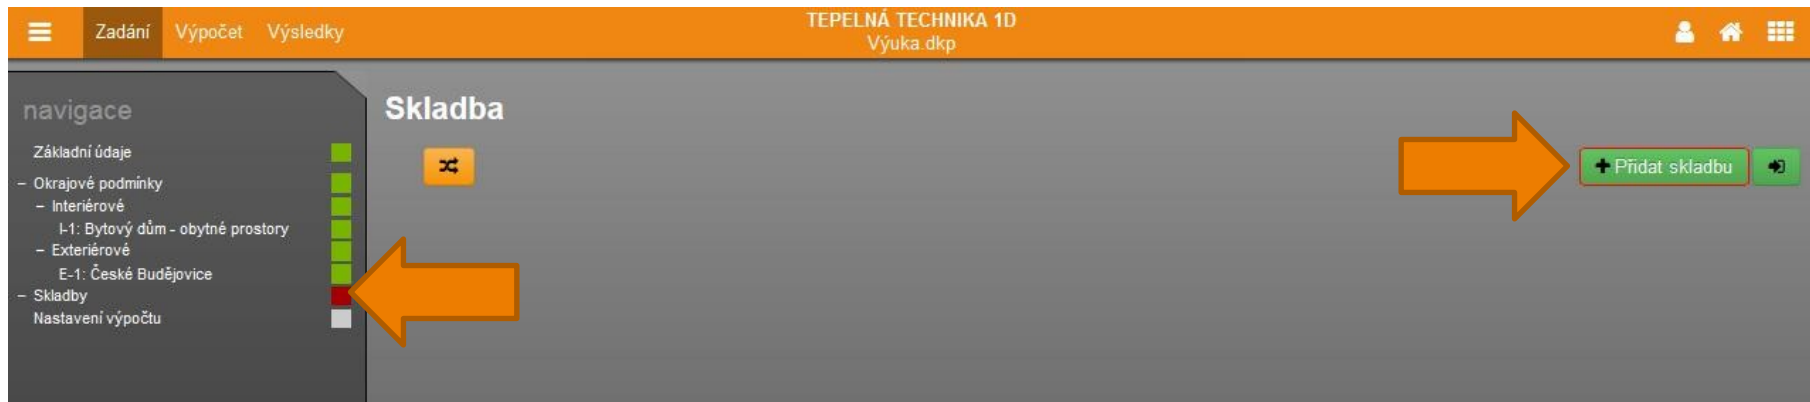 Zadání Výpočet Výsledky
TEPELNÁ TECHNIKA 1D
Výuka.dkp
navigace
Základní údaje
– Okrajové podmínky
– Interiérové
I-1: Bytový dům - obytné prostory
– Exteriérové
E-1: České Budějovice
– Skladby
Nastavení výpočtu
Skladba
Přidat skladbu